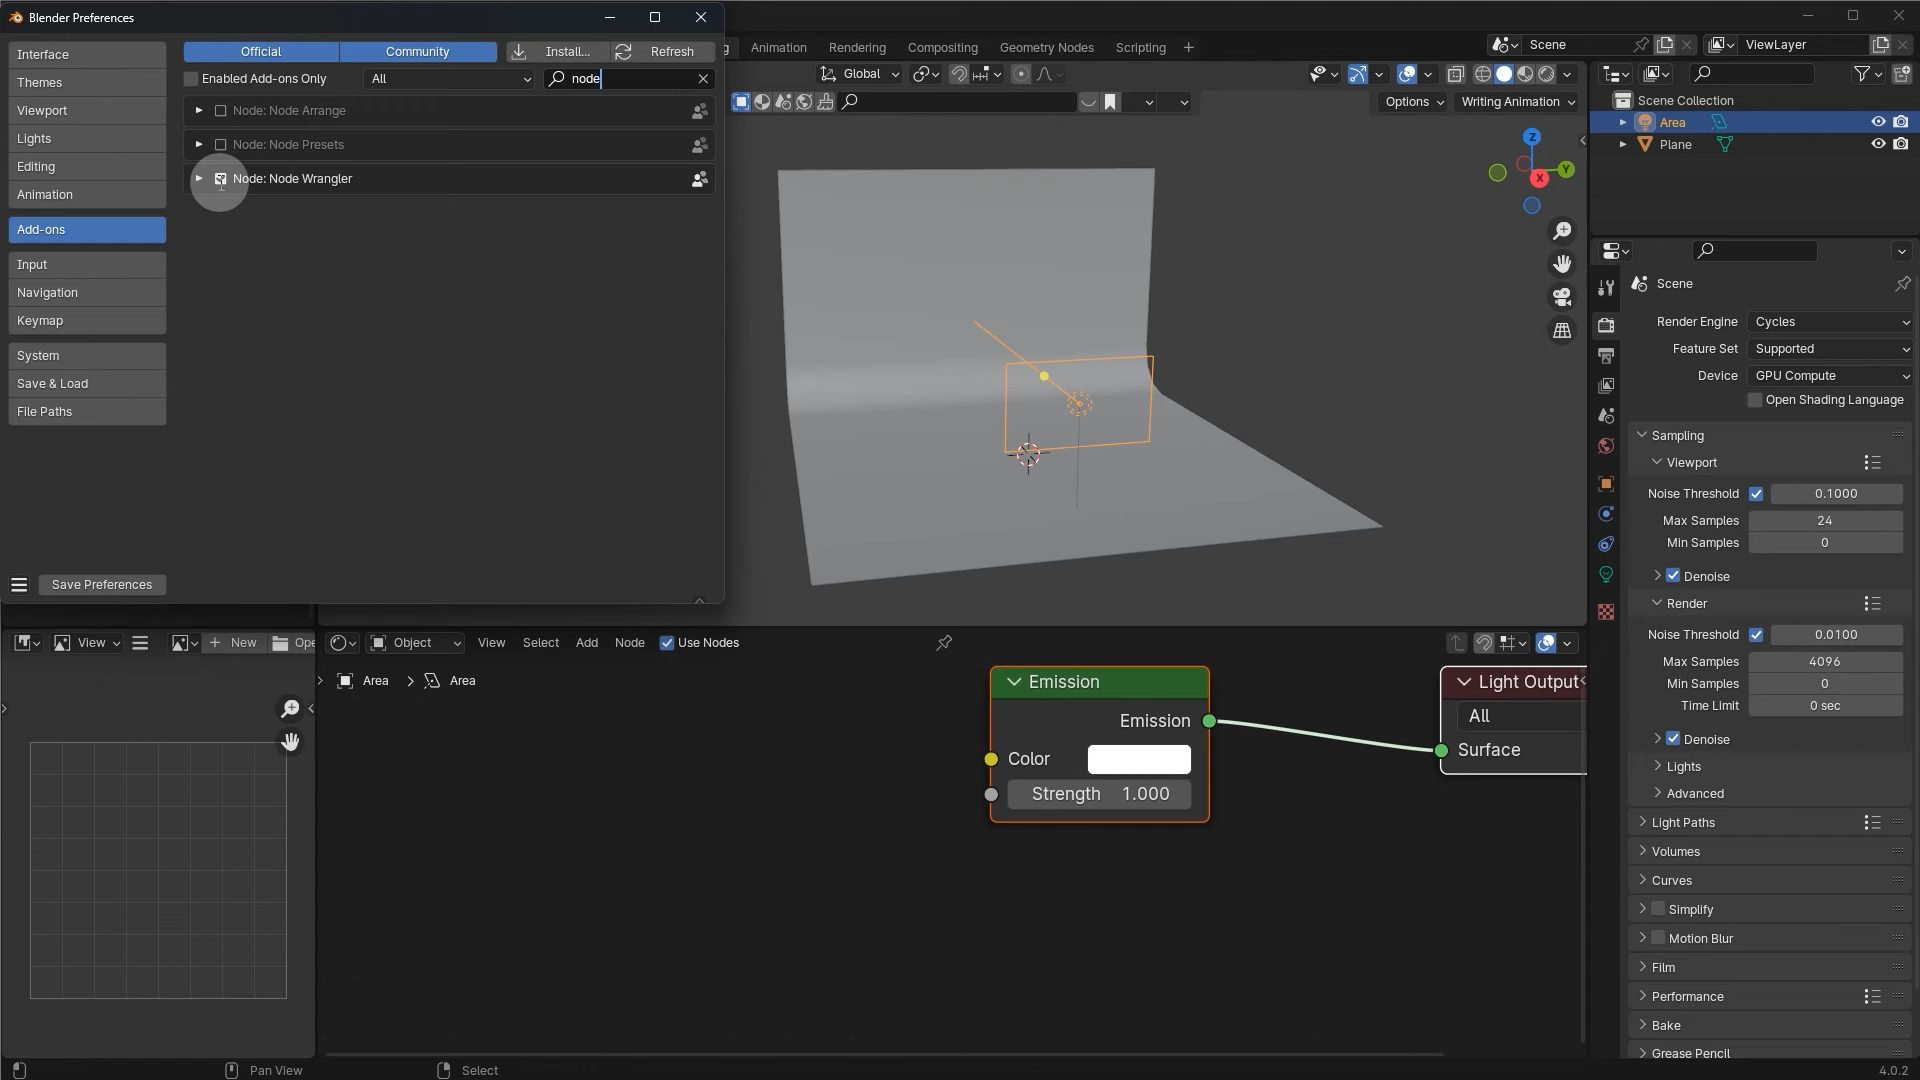 Blender Preferences
Interface
Themes
Viewport
Lights
Editing
Animation
Add-ons
Input
Navigation
Keymap
System
Save & Load
File Paths
Save Preferences
Official
Community
Install...
Refresh
Enabled Add-ons Only
All
node
Node: Node Arrange
Node: Node Presets
Node: Node Wrangler
Animation
Rendering
Compositing
Geometry Nodes
Scripting
Scene
ViewLayer
Global
Options
Writing Animation
Z
Y
X
Scene Collection
Area
Plane
Scene
Render Engine Cycles
Feature Set Supported
Device GPU Compute
Open Shading Language
Sampling
Viewport
Noise Threshold 0.1000
Max Samples 24
Min Samples 0
Denoise
Render
Noise Threshold 0.0100
Max Samples 4096
Min Samples 0
Time Limit 0 sec
Denoise
Lights
Advanced
Light Paths
Volumes
Curves
Simplify
Motion Blur
Film
Performance
Bake
Grease Pencil
View
New
Ope
Object
View
Select
Add
Node
Use Nodes
Area
Area
Emission
Emission
Color
Strength 1.000
Light Output
All
Surface
Pan View
Select
4.0.2